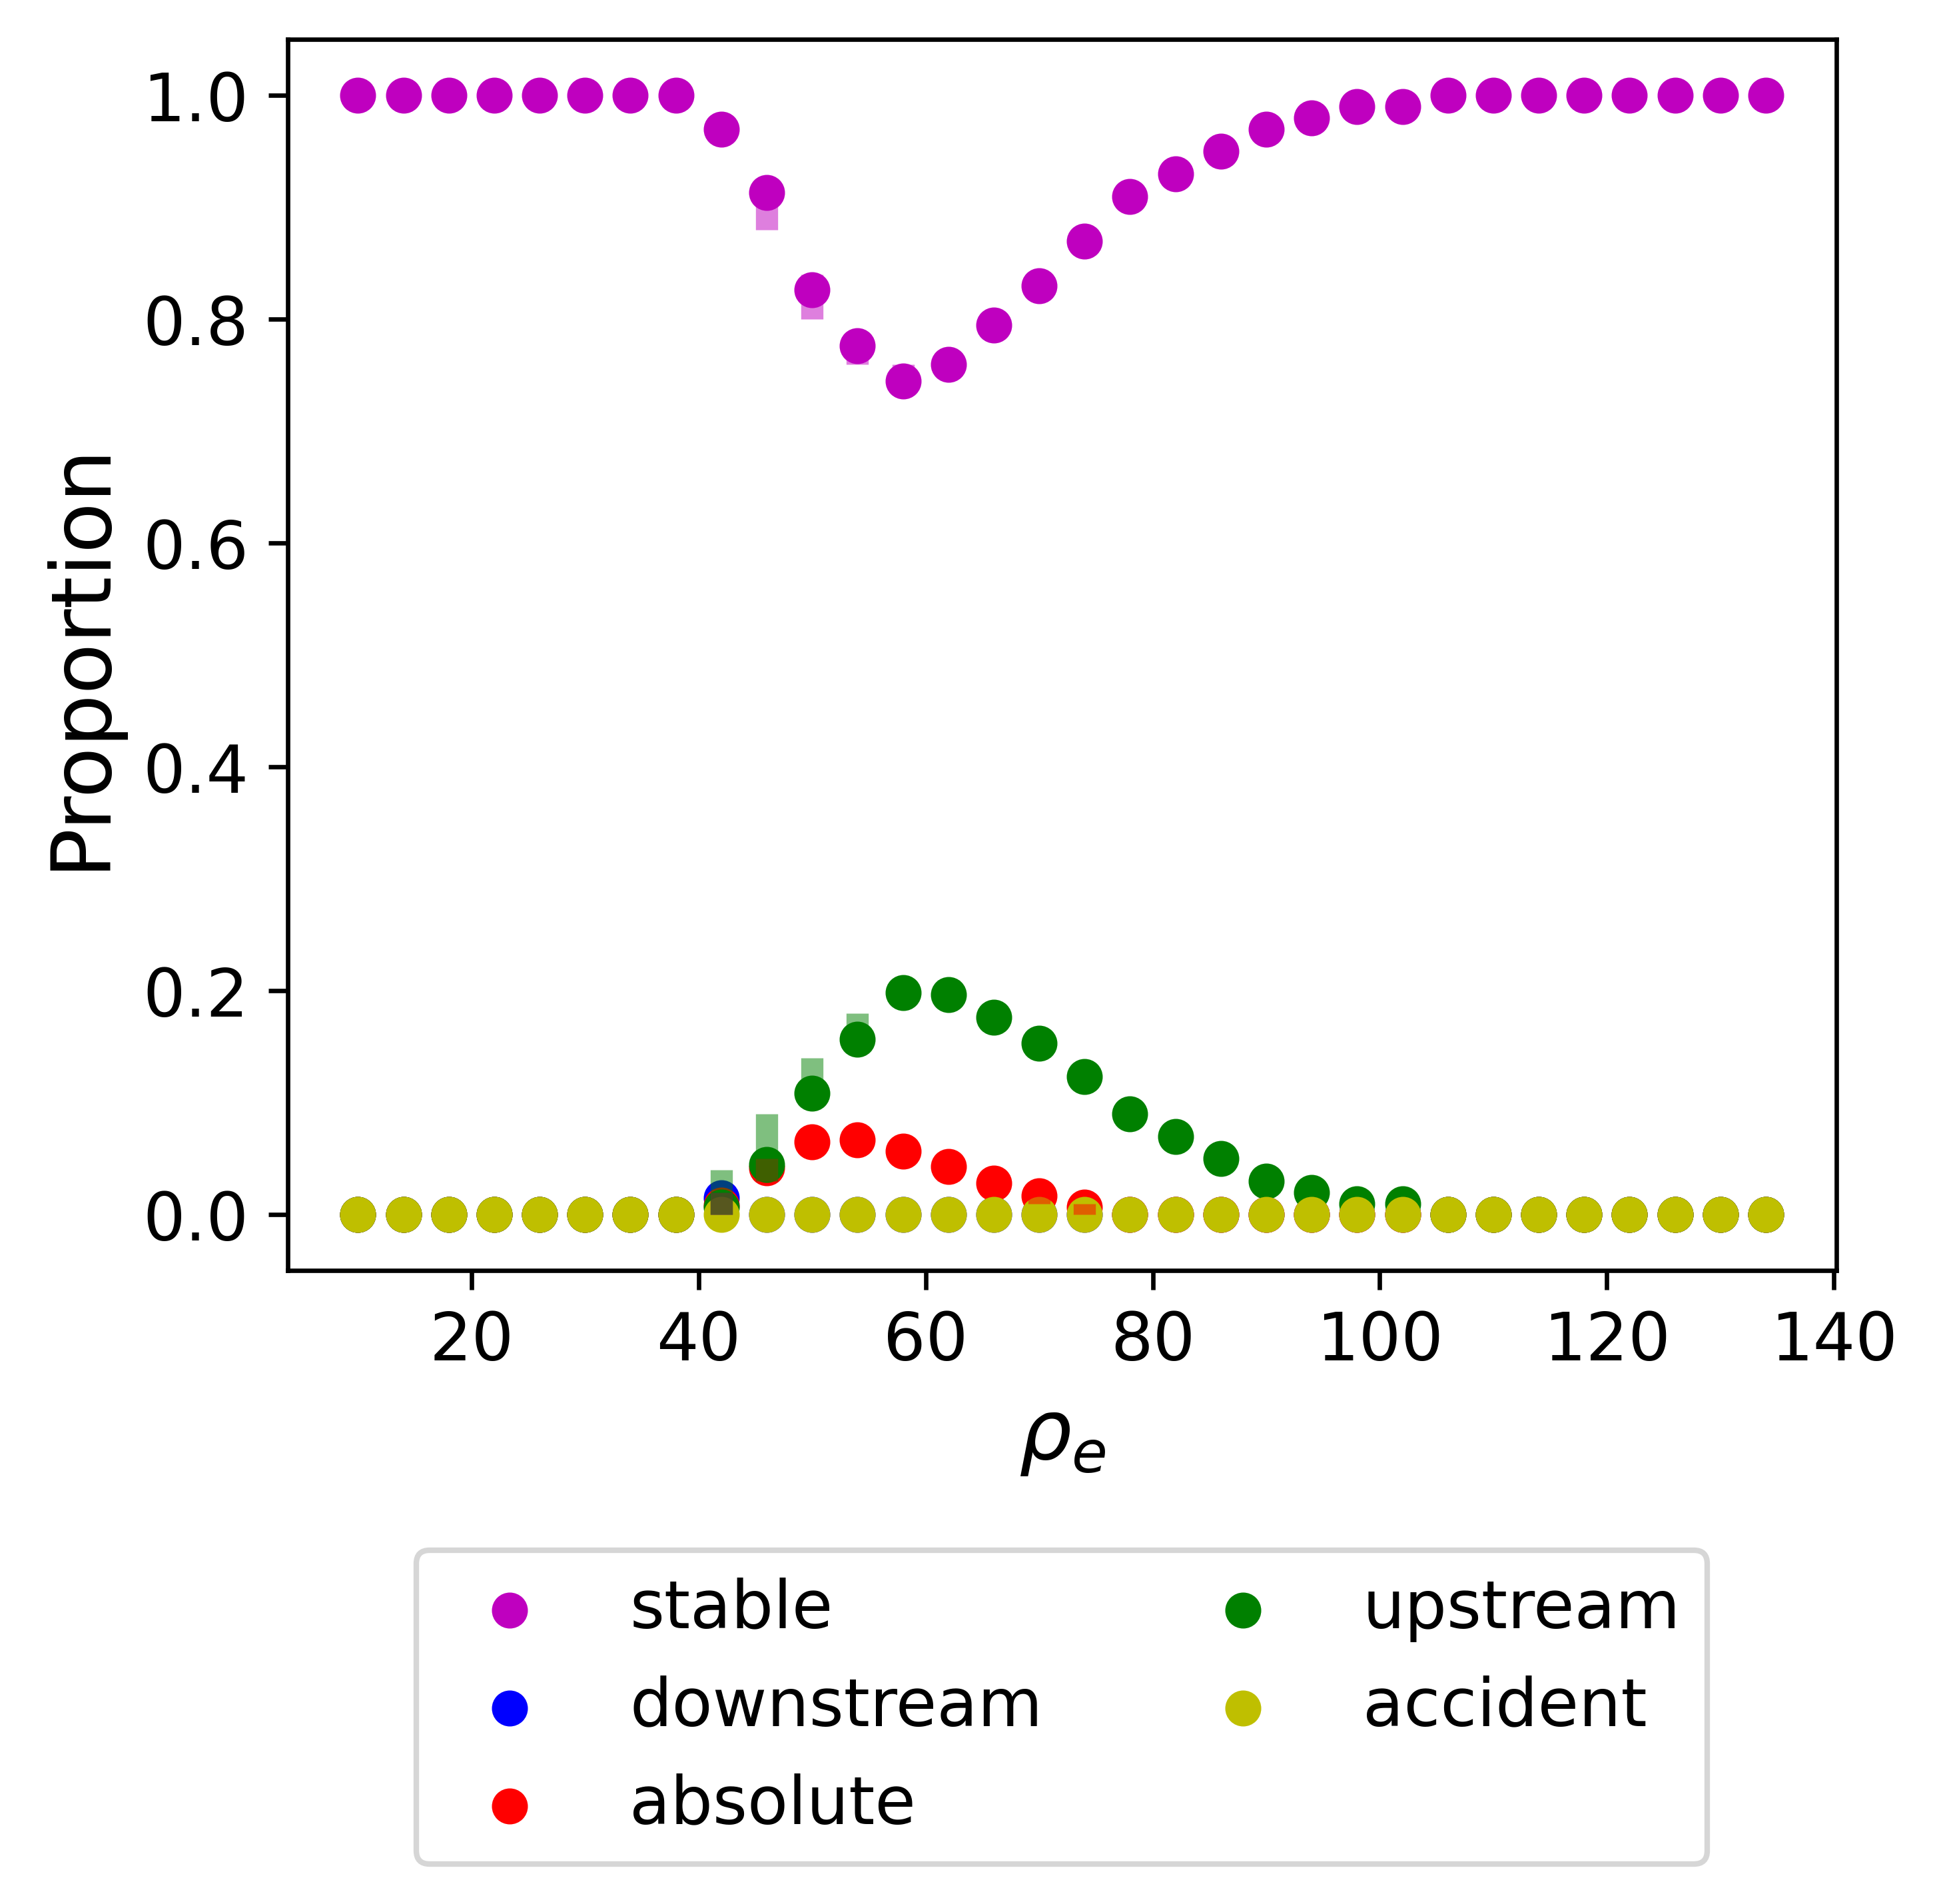 1.0
0.8
0.6
0.4
0.2
0.0
Proportion
20 40 60 80 100 120 140
ρe
stable
downstream
absolute
upstream
accident